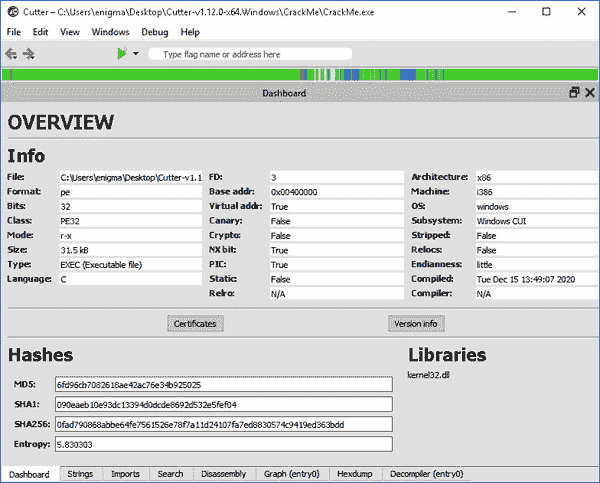 Cutter – C:\Users\enigma\Desktop\Cutter-v1.12.0-x64.Windows\CrackMe\CrackMe.exe
File Edit View Windows Debug Help
Type flag name or address here
Dashboard
OVERVIEW
Info
File: C:\Users\enigma\Desktop\Cutter-v1.1 FD: 3 Architecture: x86
Format: pe Base addr: 0x00400000 Machine: i386
Bits: 32 Virtual addr: True OS: windows
Class: PE32 Canary: False Subsystem: Windows CUI
Mode: r-x Crypto: False Stripped: False
Size: 31.5 kB NX bit: True Relocs: False
Type: EXEC (Executable file) PIC: True Endianness: little
Language: C Static: False Compiled: Tue Dec 15 13:49:07 2020
Relro: N/A Compiler: N/A
Certificates Version info
Hashes Libraries
MD5: 6fd96cb7082618ae42ac76e34b925025 kernel32.dll
SHA1: 090eaeb10e93dc13394d0dcde8692d532e5fef04
SHA256: 0fad790868abbe64fe7561526e78f7a11d24107fa7ed8830574c9419ed363bdd
Entropy: 5.830303
Dashboard Strings Imports Search Disassembly Graph (entry0) Hexdump Decompiler (entry0)